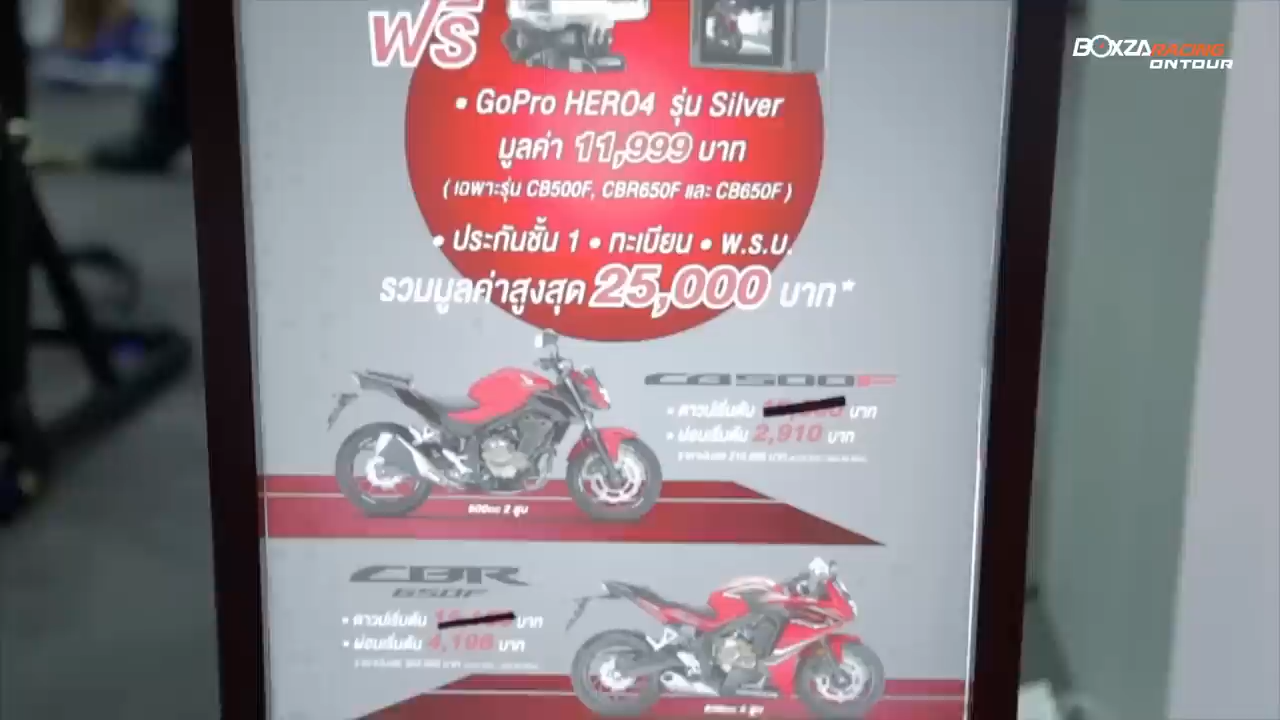 BOXZA RACING
ONTOUR
ฟรี
• GoPro HERO4 รุ่น Silver
มูลค่า 11,999 บาท
( เฉพาะรุ่น CB500F, CBR650F และ CB650F )
• ประกันชั้น 1 • ทะเบียน • พ.ร.บ.
รวมมูลค่าสูงสุด 25,000 บาท*
CB500F
• ดาวน์เริ่มต้น บาท
• ผ่อนเริ่มต้น 2,910 บาท
500cc 2 สูบ
CBR
650F
• ดาวน์เริ่มต้น บาท
• ผ่อนเริ่มต้น 4,196 บาท